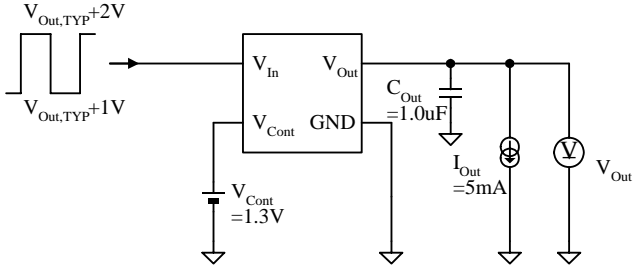 V_Out,TYP+2V
V_Out,TYP+1V
V_In
V_Out
V_Cont
GND
C_Out
=1.0uF
V_Cont
=1.3V
I_Out
=5mA
V
V_Out